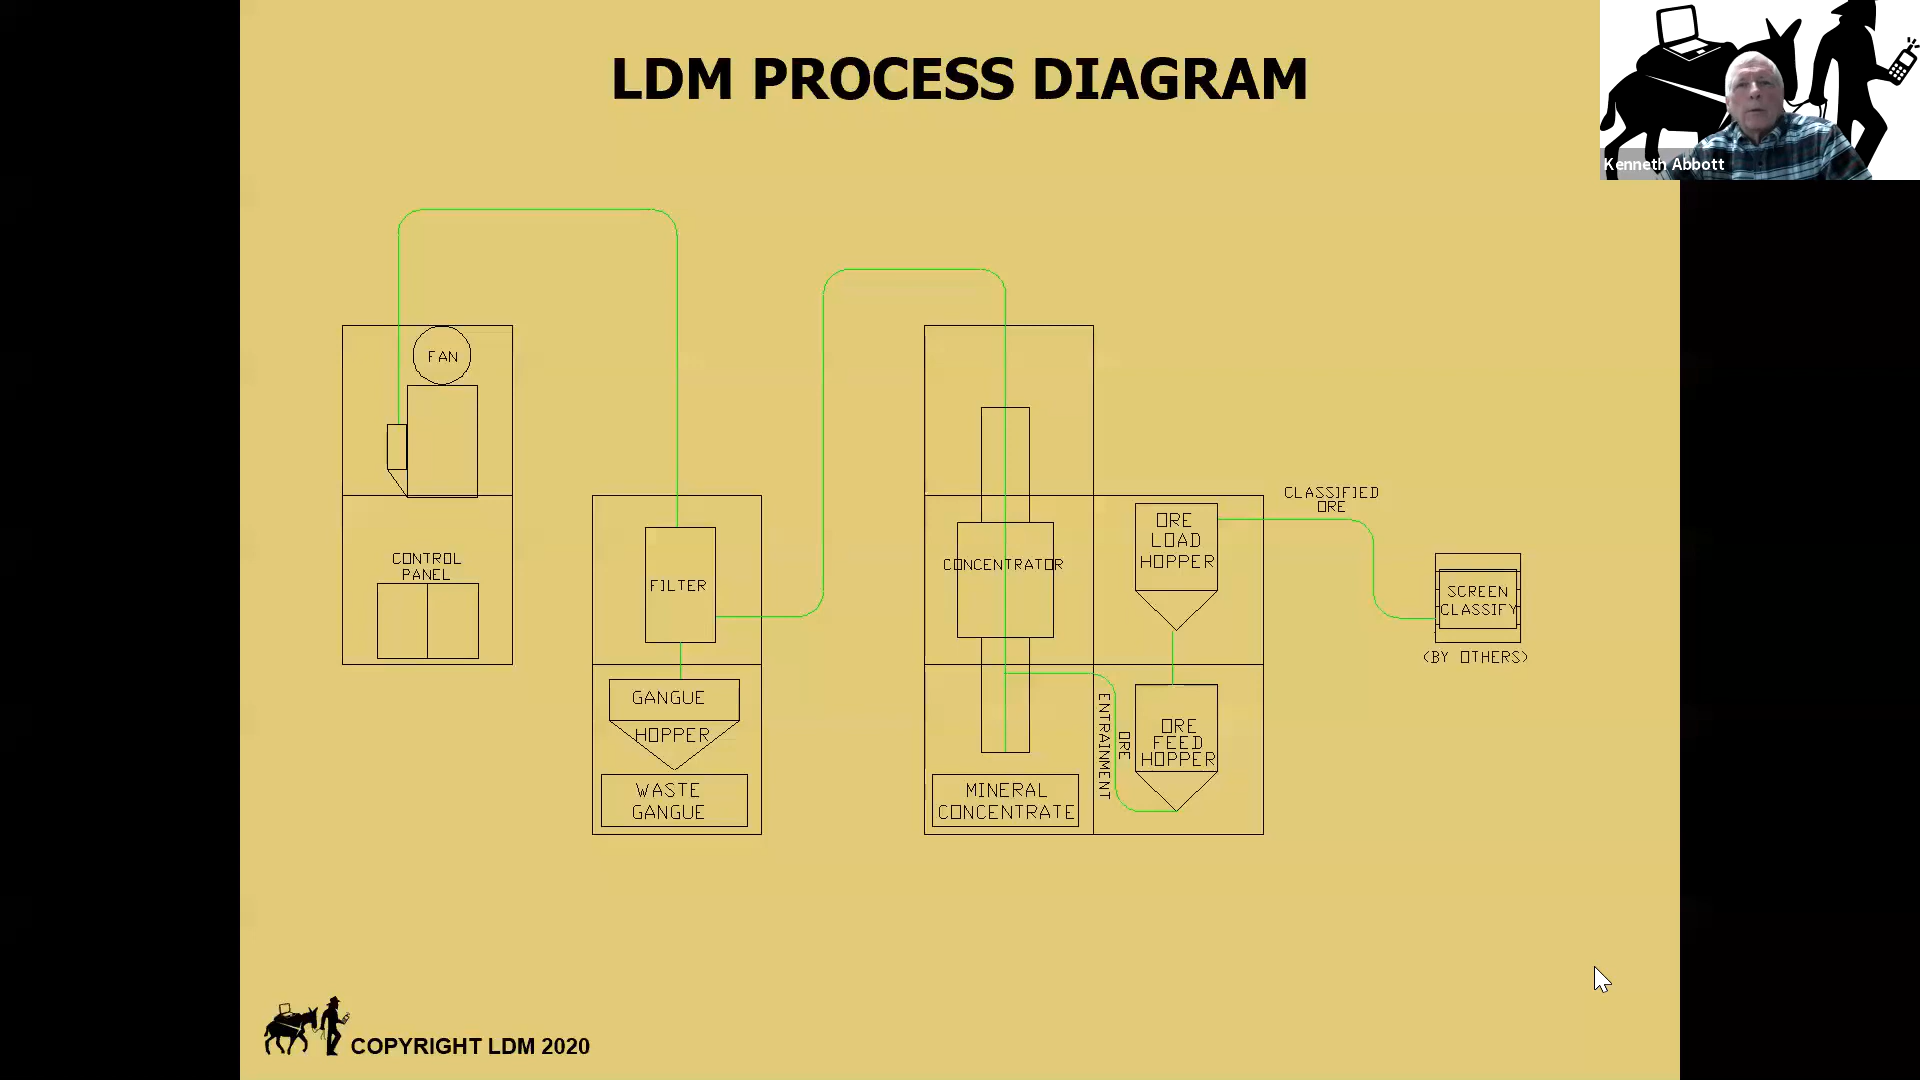 LDM PROCESS DIAGRAM
Kenneth Abbott
FAN
CONTROL
PANEL
FILTER
GANGUE
HOPPER
WASTE
GANGUE
CONCENTRATOR
MINERAL
CONCENTRATE
ORE
LOAD
HOPPER
ORE
ENTRAINMENT
ORE
FEED
HOPPER
CLASSIFIED
ORE
SCREEN
CLASSIFY
(BY OTHERS)
COPYRIGHT LDM 2020